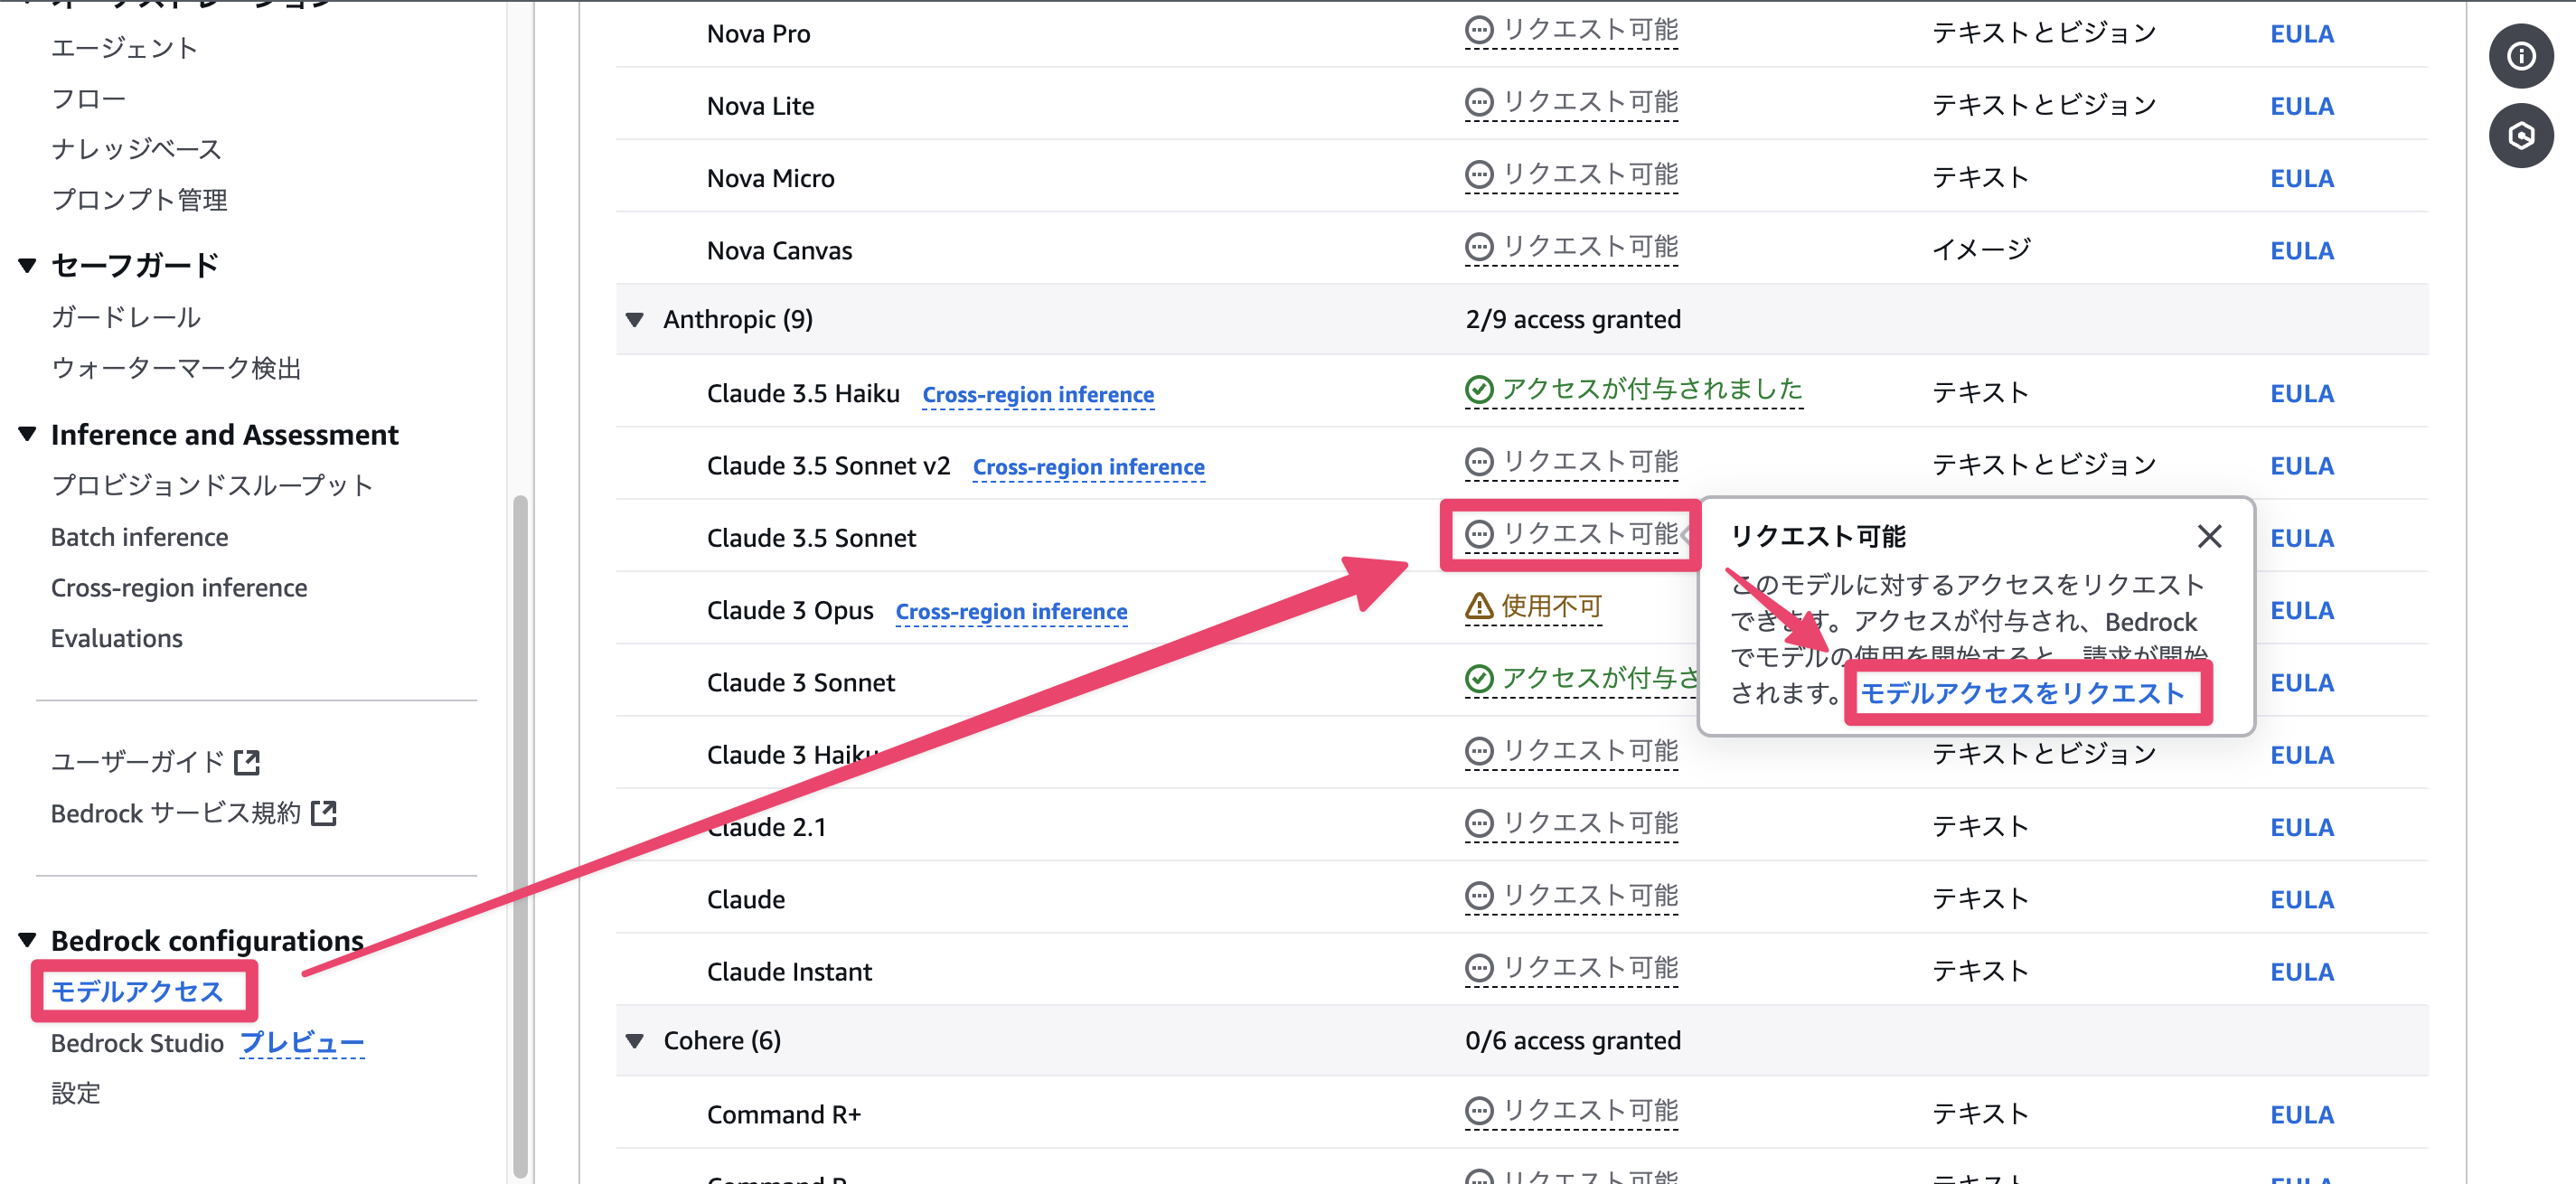 オーケストレーション
エージェント
フロー
ナレッジベース
プロンプト管理
セーフガード
ガードレール
ウォーターマーク検出
Inference and Assessment
プロビジョンドスループット
Batch inference
Cross-region inference
Evaluations
ユーザーガイド
Bedrock サービス規約
Bedrock configurations
モデルアクセス
Bedrock Studio プレビュー
設定
Nova Pro リクエスト可能 テキストとビジョン EULA
Nova Lite リクエスト可能 テキストとビジョン EULA
Nova Micro リクエスト可能 テキスト EULA
Nova Canvas リクエスト可能 イメージ EULA
Anthropic (9) 2/9 access granted
Claude 3.5 Haiku Cross-region inference アクセスが付与されました テキスト EULA
Claude 3.5 Sonnet v2 Cross-region inference リクエスト可能 テキストとビジョン EULA
Claude 3.5 Sonnet リクエスト可能 EULA
Claude 3 Opus Cross-region inference 使用不可 EULA
Claude 3 Sonnet アクセスが付与さ EULA
Claude 3 Haiku リクエスト可能 テキストとビジョン EULA
Claude 2.1 リクエスト可能 テキスト EULA
Claude リクエスト可能 テキスト EULA
Claude Instant リクエスト可能 テキスト EULA
Cohere (6) 0/6 access granted
Command R+ リクエスト可能 テキスト EULA
Command R リクエスト可能 テキスト EULA
リクエスト可能
このモデルに対するアクセスをリクエスト
できます。アクセスが付与され、Bedrock
でモデルの使用を開始すると、請求が開始
されます。モデルアクセスをリクエスト